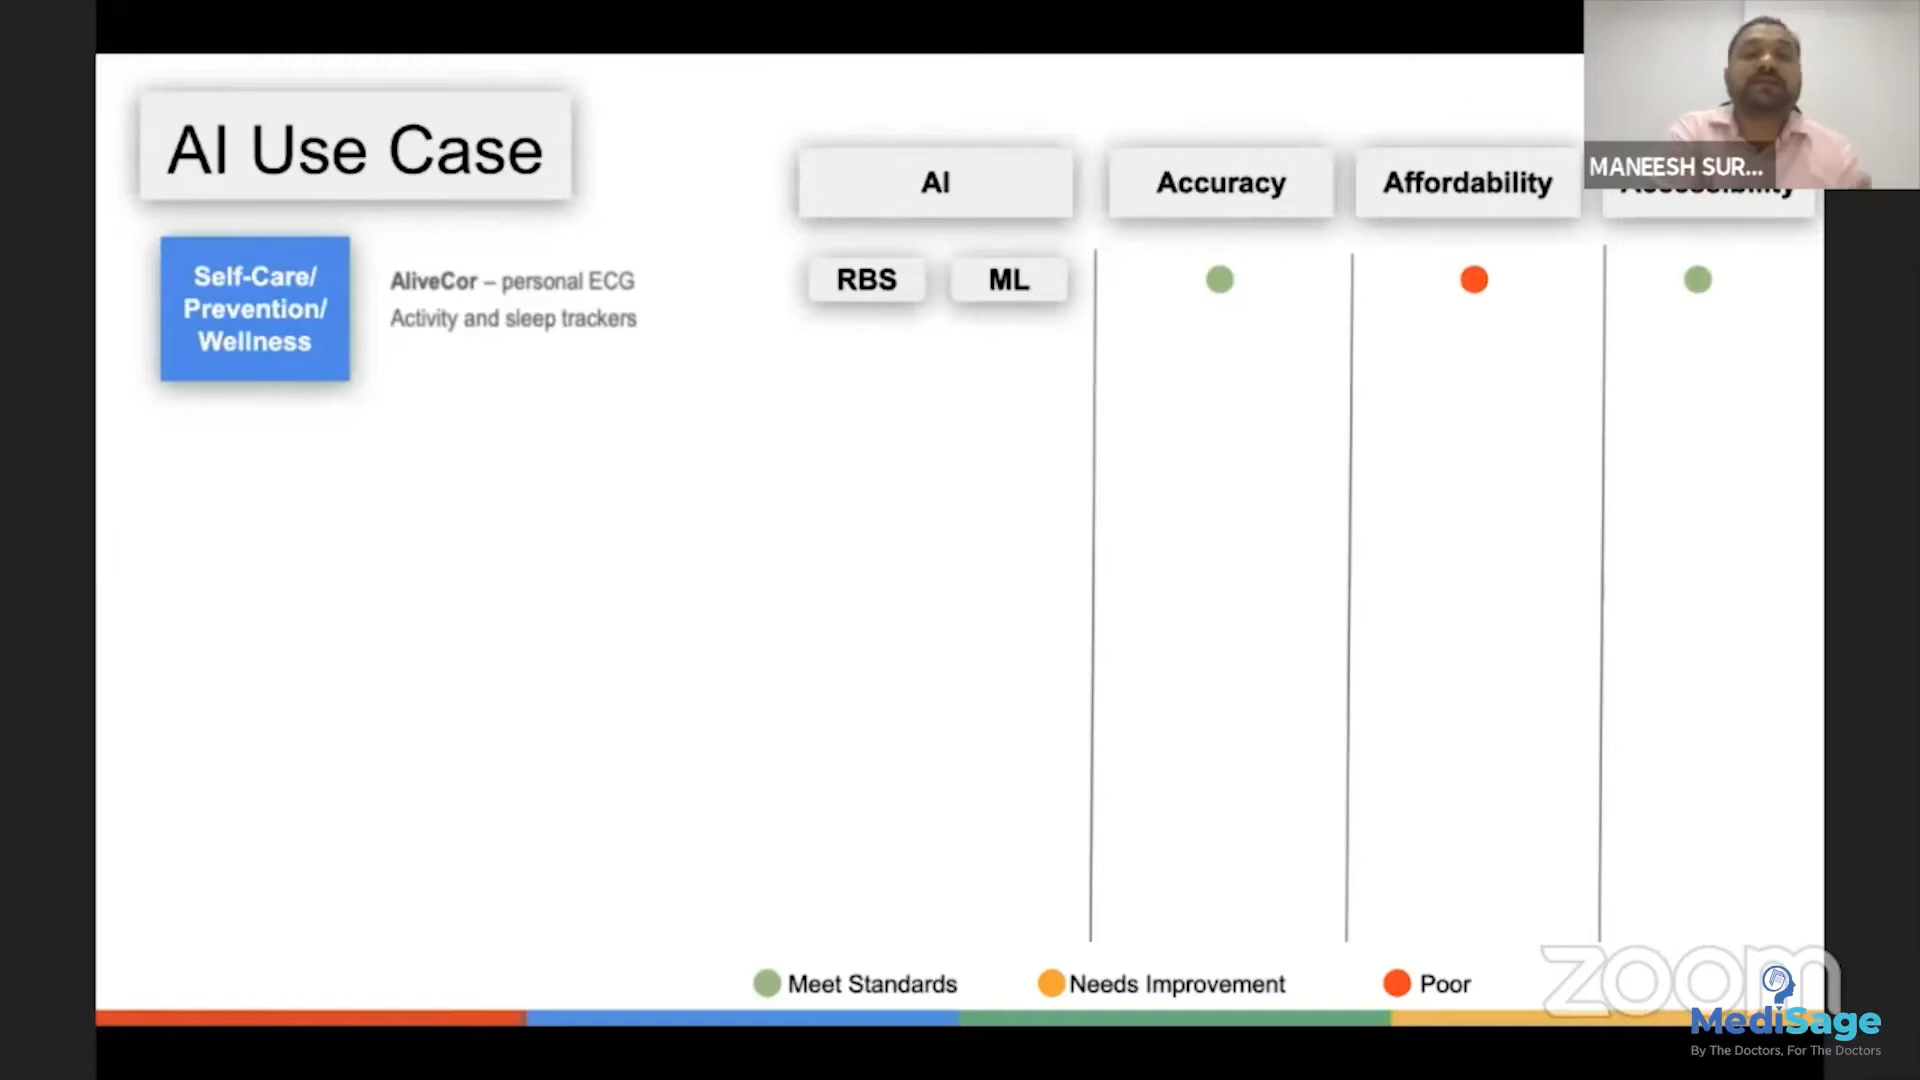 AI Use Case
MANEESH SUR...
AI
Accuracy
Affordability
Accessibility
Self-Care/
Prevention/
Wellness
AliveCor – personal ECG
Activity and sleep trackers
RBS
ML
Meet Standards
Needs Improvement
Poor
zoom
MediSage
By The Doctors, For The Doctors